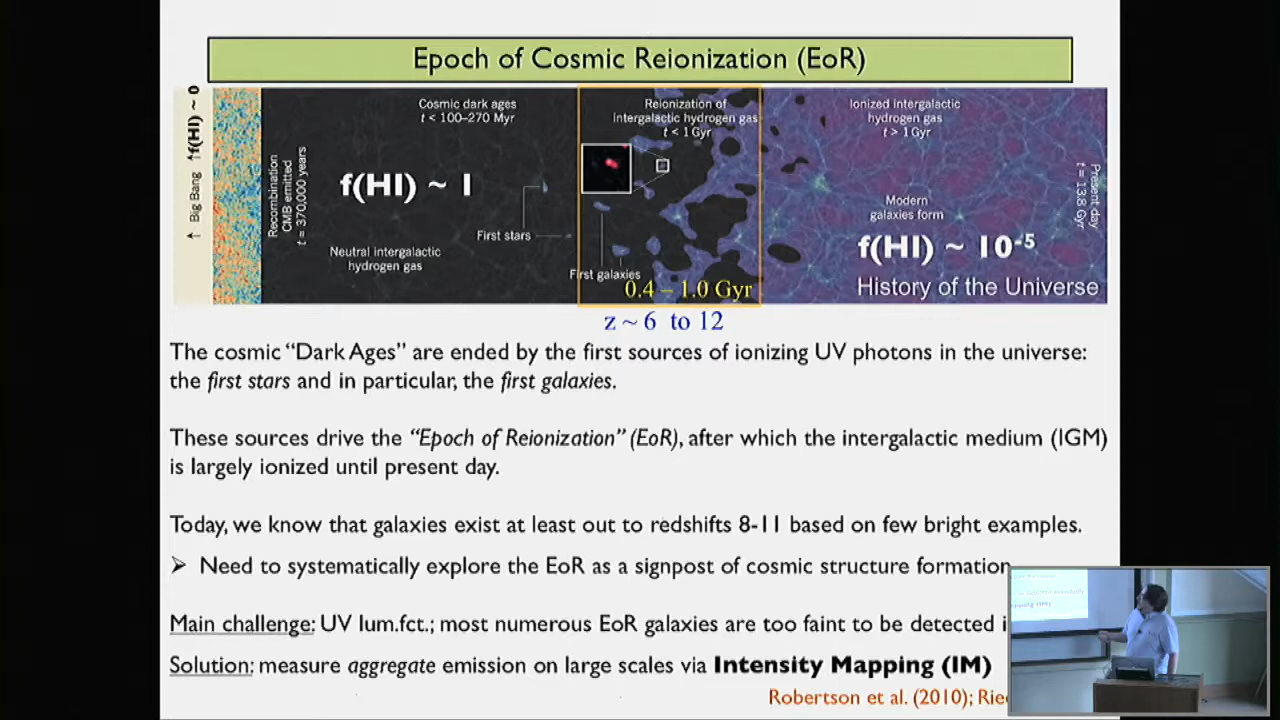 Epoch of Cosmic Reionization (EoR)
↑ Big Bang ↑f(HI) ~ 0
Recombination
CMB emitted
t = 370,000 years
Cosmic dark ages
t < 100–270 Myr
f(HI) ~ 1
Neutral intergalactic
hydrogen gas
First stars
First galaxies
Reionization of
intergalactic hydrogen gas
t < 1 Gyr
0.4 – 1.0 Gyr
Ionized intergalactic
hydrogen gas
t > 1 Gyr
Modern
galaxies form
f(HI) ~ 10-5
History of the Universe
Present day
t = 13.8 Gyr
z ~ 6 to 12
The cosmic “Dark Ages” are ended by the first sources of ionizing UV photons in the universe:
the first stars and in particular, the first galaxies.
These sources drive the “Epoch of Reionization” (EoR), after which the intergalactic medium (IGM)
is largely ionized until present day.
Today, we know that galaxies exist at least out to redshifts 8-11 based on few bright examples.
➢ Need to systematically explore the EoR as a signpost of cosmic structure formation
Main challenge: UV lum.fct.; most numerous EoR galaxies are too faint to be detected
Solution: measure aggregate emission on large scales via Intensity Mapping (IM)
Robertson et al. (2010);